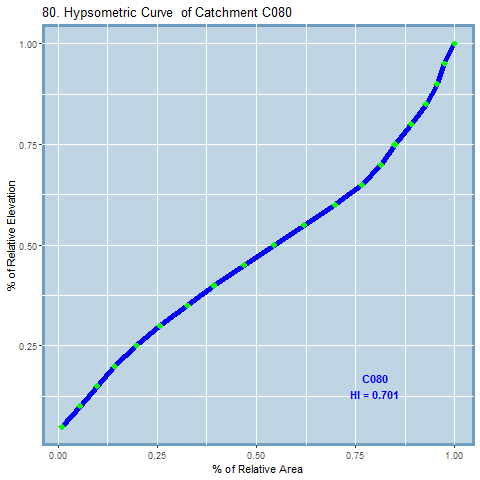 80. Hypsometric Curve  of Catchment C080
% of Relative Elevation
1.00
0.75
0.50
0.25
C080
HI = 0.701
0.00 0.25 0.50 0.75 1.00
% of Relative Area